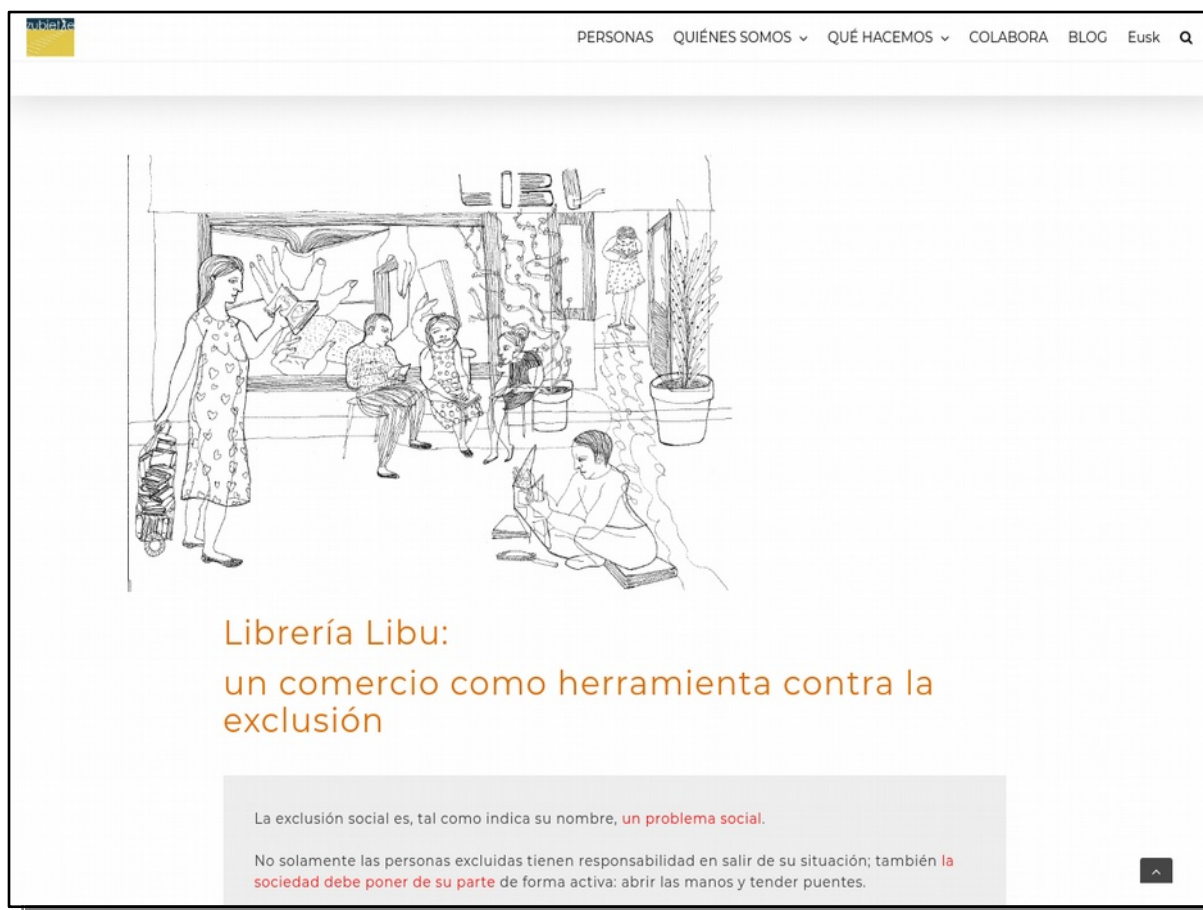 zubietxe
PERSONAS QUIÉNES SOMOS QUÉ HACEMOS COLABORA BLOG Eusk
LIBU
Librería Libu:
un comercio como herramienta contra la
exclusión
La exclusión social es, tal como indica su nombre, un problema social.
No solamente las personas excluidas tienen responsabilidad en salir de su situación; también la
sociedad debe poner de su parte de forma activa: abrir las manos y tender puentes.